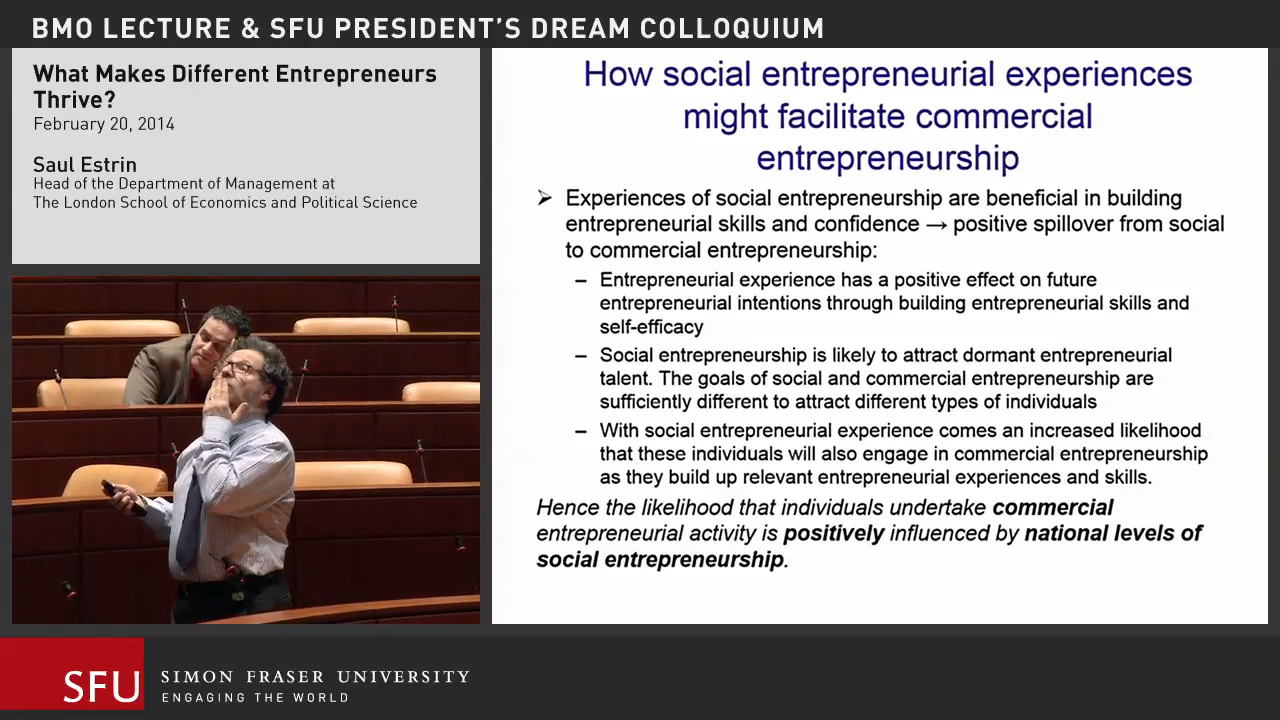 BMO LECTURE & SFU PRESIDENT'S DREAM COLLOQUIUM
What Makes Different Entrepreneurs
Thrive?
February 20, 2014
Saul Estrin
Head of the Department of Management at
The London School of Economics and Political Science
How social entrepreneurial experiences
might facilitate commercial
entrepreneurship
➢ Experiences of social entrepreneurship are beneficial in building
entrepreneurial skills and confidence → positive spillover from social
to commercial entrepreneurship:
– Entrepreneurial experience has a positive effect on future
entrepreneurial intentions through building entrepreneurial skills and
self-efficacy
– Social entrepreneurship is likely to attract dormant entrepreneurial
talent. The goals of social and commercial entrepreneurship are
sufficiently different to attract different types of individuals
– With social entrepreneurial experience comes an increased likelihood
that these individuals will also engage in commercial entrepreneurship
as they build up relevant entrepreneurial experiences and skills.
Hence the likelihood that individuals undertake commercial
entrepreneurial activity is positively influenced by national levels of
social entrepreneurship.
SFU
SIMON FRASER UNIVERSITY
ENGAGING THE WORLD